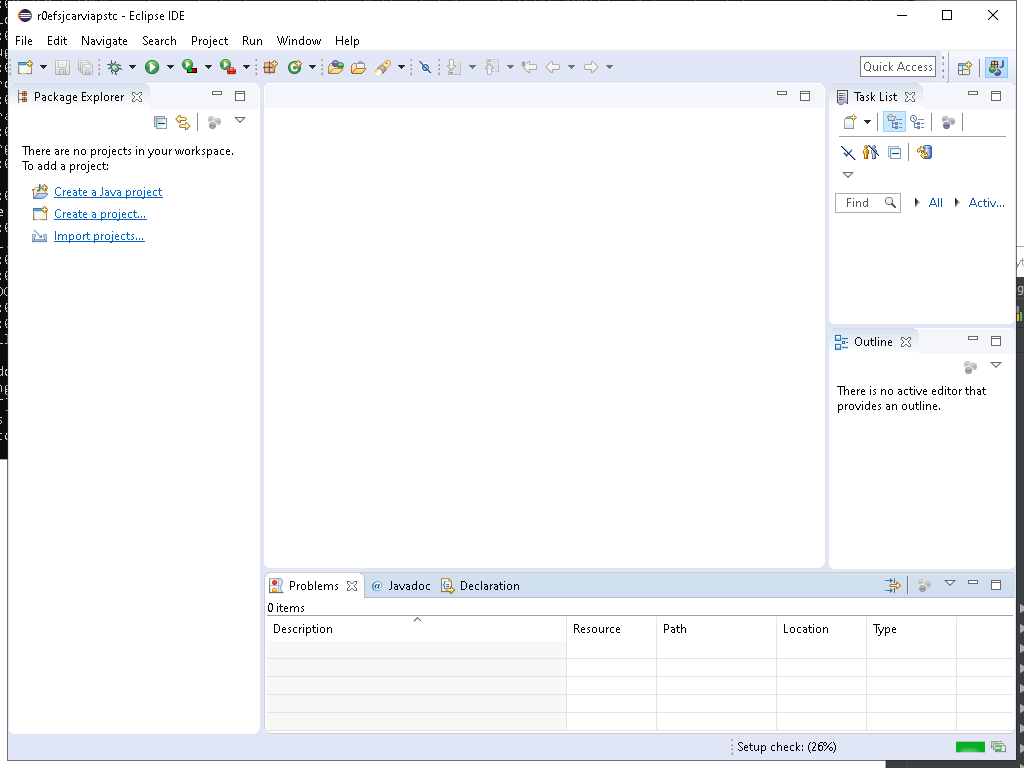 r0efsjcarviapstc - Eclipse IDE
File Edit Navigate Search Project Run Window Help
Quick Access
Package Explorer
There are no projects in your workspace.
To add a project:
Create a Java project
Create a project...
Import projects...
Task List
Find
All
Activ...
Outline
There is no active editor that
provides an outline.
Problems
@ Javadoc
Declaration
0 items
Description Resource Path Location Type
Setup check: (26%)